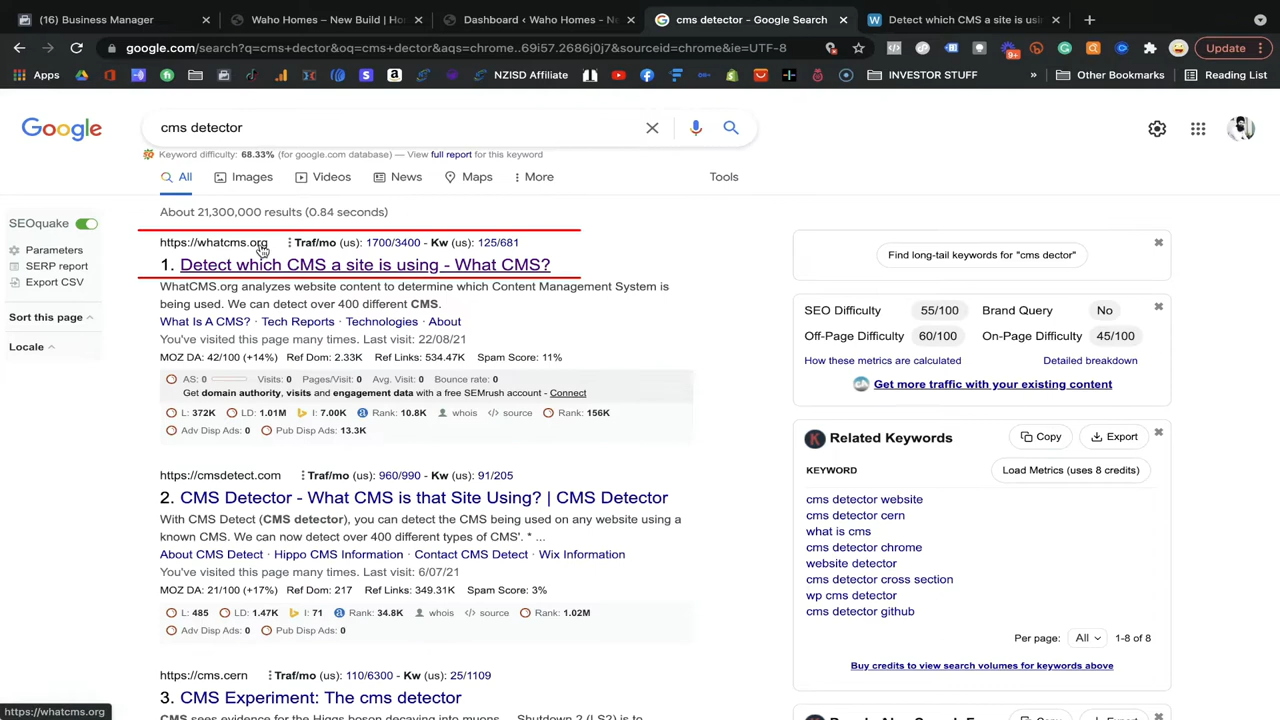 (16) Business Manager
Waho Homes – New Build | Ho
Dashboard ‹ Waho Homes - Ne
cms detector - Google Search
Detect which CMS a site is usin
google.com/search?q=cms+dector&oq=cms+dector&aqs=chrome..69i57.2686j0j7&sourceid=chrome&ie=UTF-8
9+
Update
Apps
NZISD Affiliate
INVESTOR STUFF
»
Other Bookmarks
Reading List
Google
cms detector
Keyword difficulty: 68.33% (for google.com database) — View full report for this keyword
All
Images
Videos
News
Maps
More
Tools
About 21,300,000 results (0.84 seconds)
SEOquake
Parameters
SERP report
Export CSV
Sort this page
Locale
https://whatcms.org
Traf/mo (us): 1700/3400 - Kw (us): 125/681
1. Detect which CMS a site is using - What CMS?
WhatCMS.org analyzes website content to determine which Content Management System is
being used. We can detect over 400 different CMS.
What Is A CMS? · Tech Reports · Technologies · About
You've visited this page many times. Last visit: 22/08/21
MOZ DA: 42/100 (+14%) Ref Dom: 2.33K Ref Links: 534.47K Spam Score: 11%
AS: 0 Visits: 0 Pages/Visit: 0 Avg. Visit: 0 Bounce rate: 0
Get domain authority, visits and engagement data with a free SEMrush account - Connect
L: 372K LD: 1.01M I: 7.00K Rank: 10.8K whois source Rank: 156K
Adv Disp Ads: 0 Pub Disp Ads: 13.3K
https://cmsdetect.com
Traf/mo (us): 960/990 - Kw (us): 91/205
2. CMS Detector - What CMS is that Site Using? | CMS Detector
With CMS Detect (CMS detector), you can detect the CMS being used on any website using a
known CMS. We can now detect over 400 different types of CMS'. * ...
About CMS Detect · Hippo CMS Information · Contact CMS Detect · Wix Information
You've visited this page many times. Last visit: 6/07/21
MOZ DA: 21/100 (+17%) Ref Dom: 217 Ref Links: 349.31K Spam Score: 3%
L: 485 LD: 1.47K I: 71 Rank: 34.8K whois source Rank: 1.02M
Adv Disp Ads: 0 Pub Disp Ads: 0
https://cms.cern
Traf/mo (us): 110/6300 - Kw (us): 25/1109
3. CMS Experiment: The cms detector
CMS sees evidence for the Higgs boson decaying into muons ... Shutdown 2 (LS2) is to
https://whatcms.org
Find long-tail keywords for "cms dector"
SEO Difficulty 55/100 Brand Query No
Off-Page Difficulty 60/100 On-Page Difficulty 45/100
How these metrics are calculated
Detailed breakdown
Get more traffic with your existing content
Related Keywords
Copy
Export
KEYWORD
Load Metrics (uses 8 credits)
cms detector website
cms detector cern
what is cms
cms detector chrome
website detector
cms detector cross section
wp cms detector
cms detector github
Per page: All 1-8 of 8
Buy credits to view search volumes for keywords above